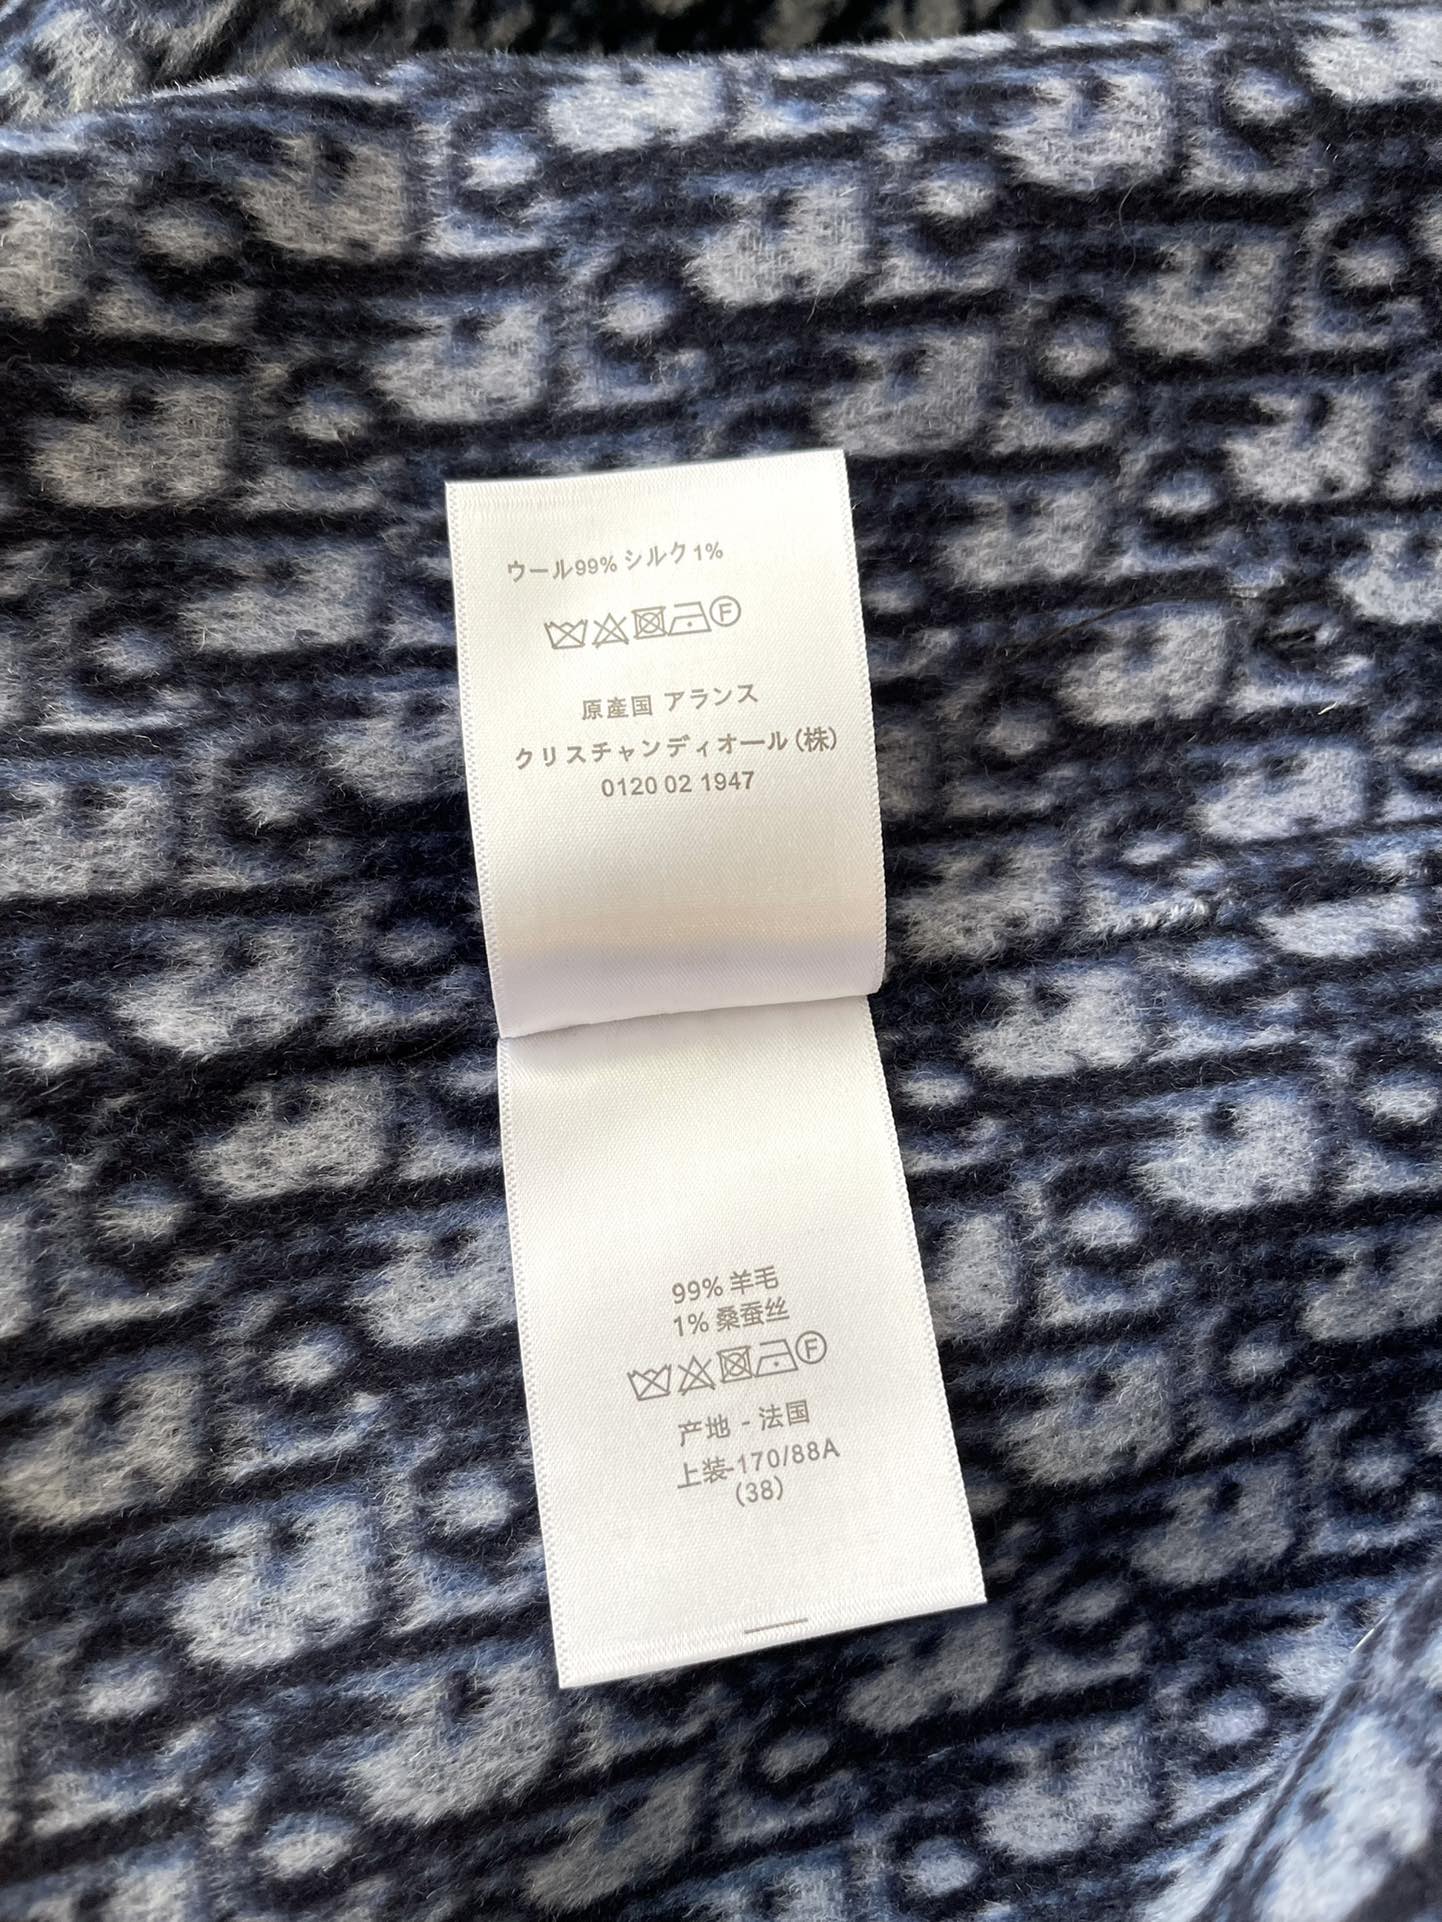 ウール99% シルク1%
F
原産国 アランス
クリスチャンディオール(株)
0120 02 1947
99% 羊毛
1% 桑蚕丝
F
产地 - 法国
上装-170/88A
(38)